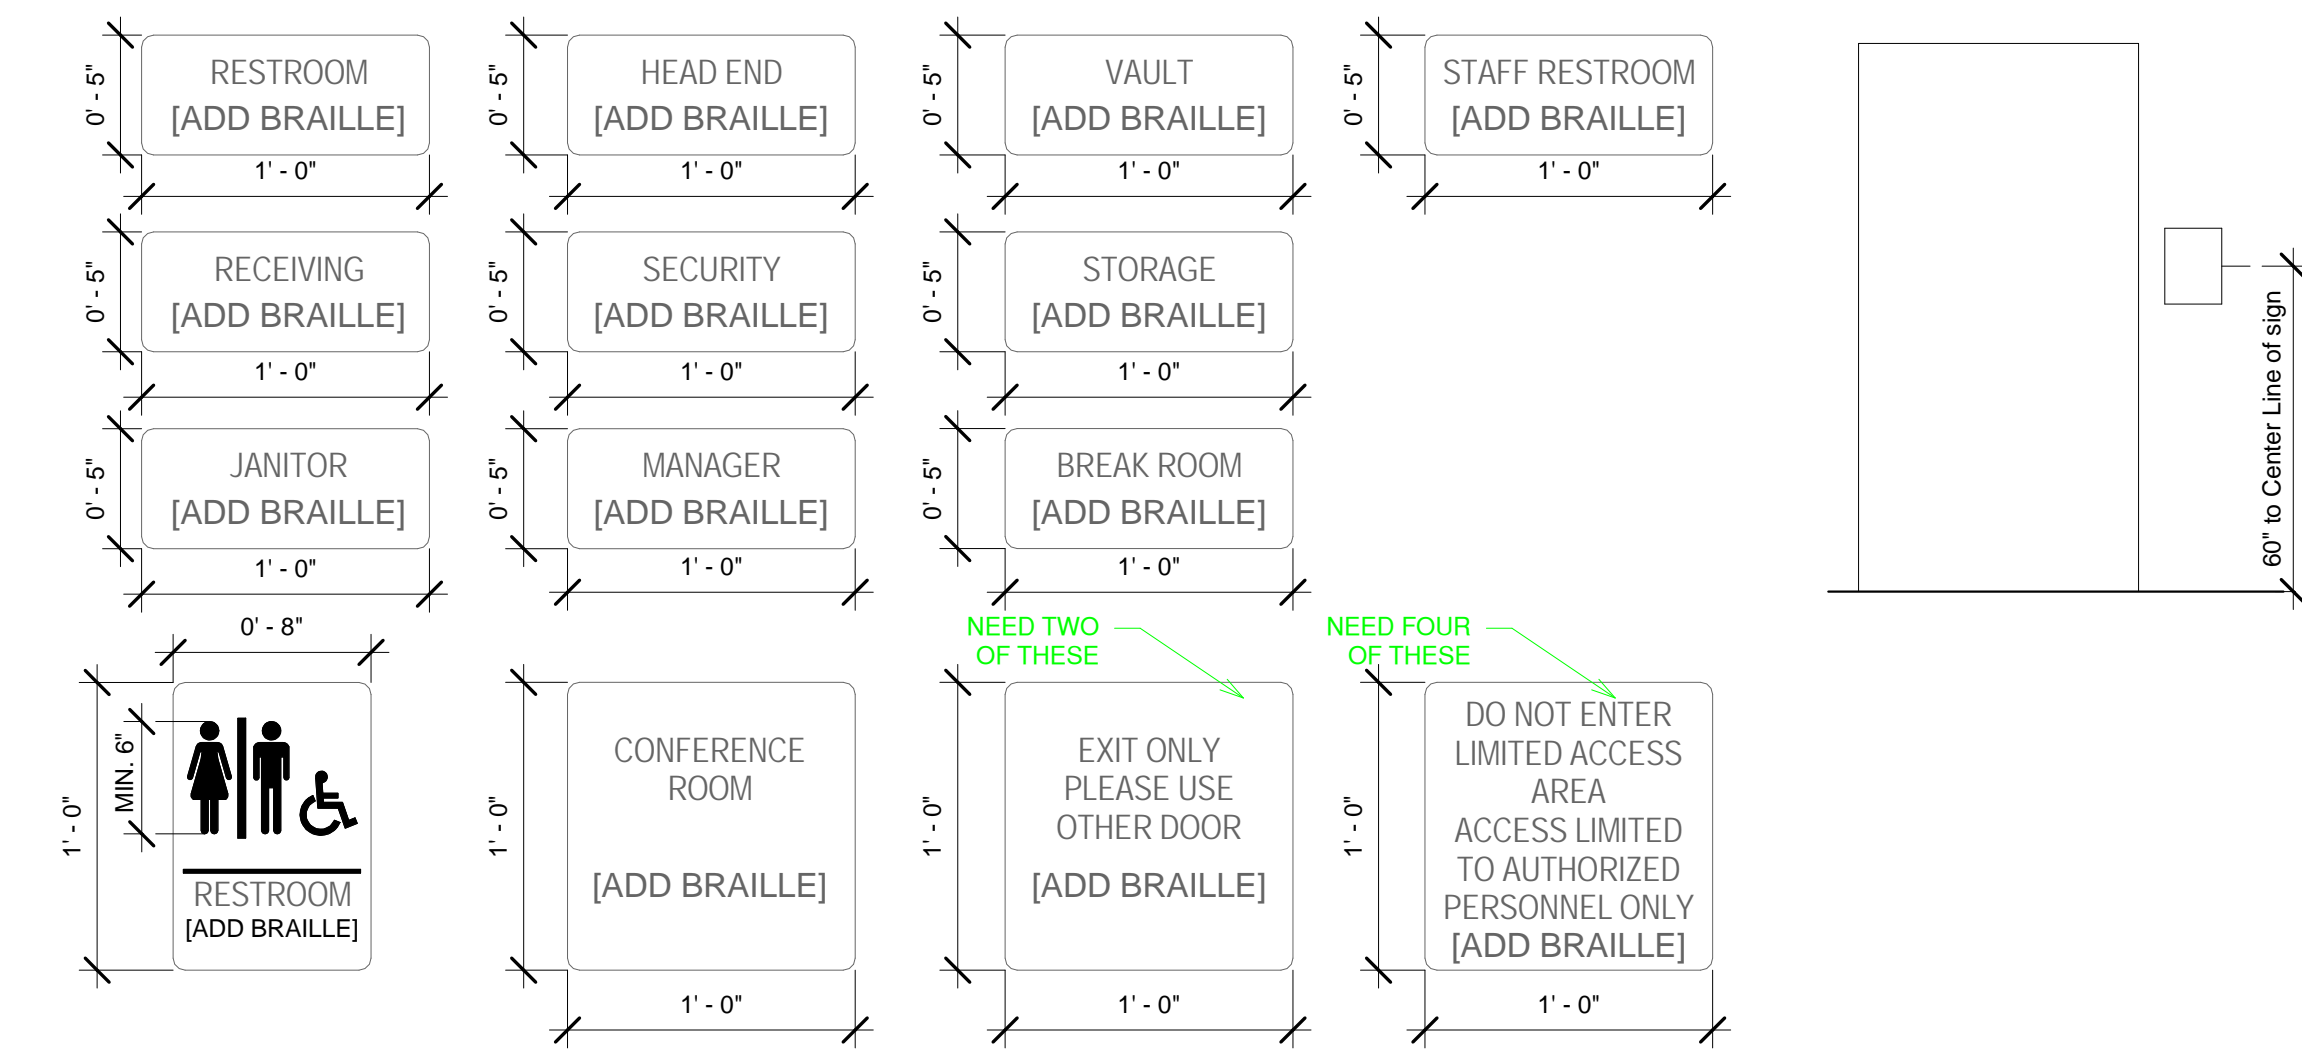 0' - 5"
RESTROOM
[ADD BRAILLE]
1' - 0"
0' - 5"
HEAD END
[ADD BRAILLE]
1' - 0"
0' - 5"
VAULT
[ADD BRAILLE]
1' - 0"
0' - 5"
STAFF RESTROOM
[ADD BRAILLE]
1' - 0"
0' - 5"
RECEIVING
[ADD BRAILLE]
1' - 0"
0' - 5"
SECURITY
[ADD BRAILLE]
1' - 0"
0' - 5"
STORAGE
[ADD BRAILLE]
1' - 0"
60" to Center Line of sign
0' - 5"
JANITOR
[ADD BRAILLE]
1' - 0"
0' - 5"
MANAGER
[ADD BRAILLE]
1' - 0"
0' - 5"
BREAK ROOM
[ADD BRAILLE]
1' - 0"
0' - 8"
1' - 0"
MIN. 6"
RESTROOM
[ADD BRAILLE]
1' - 0"
CONFERENCE
ROOM
[ADD BRAILLE]
1' - 0"
NEED TWO
OF THESE
1' - 0"
EXIT ONLY
PLEASE USE
OTHER DOOR
[ADD BRAILLE]
1' - 0"
NEED FOUR
OF THESE
1' - 0"
DO NOT ENTER
LIMITED ACCESS
AREA
ACCESS LIMITED
TO AUTHORIZED
PERSONNEL ONLY
[ADD BRAILLE]
1' - 0"